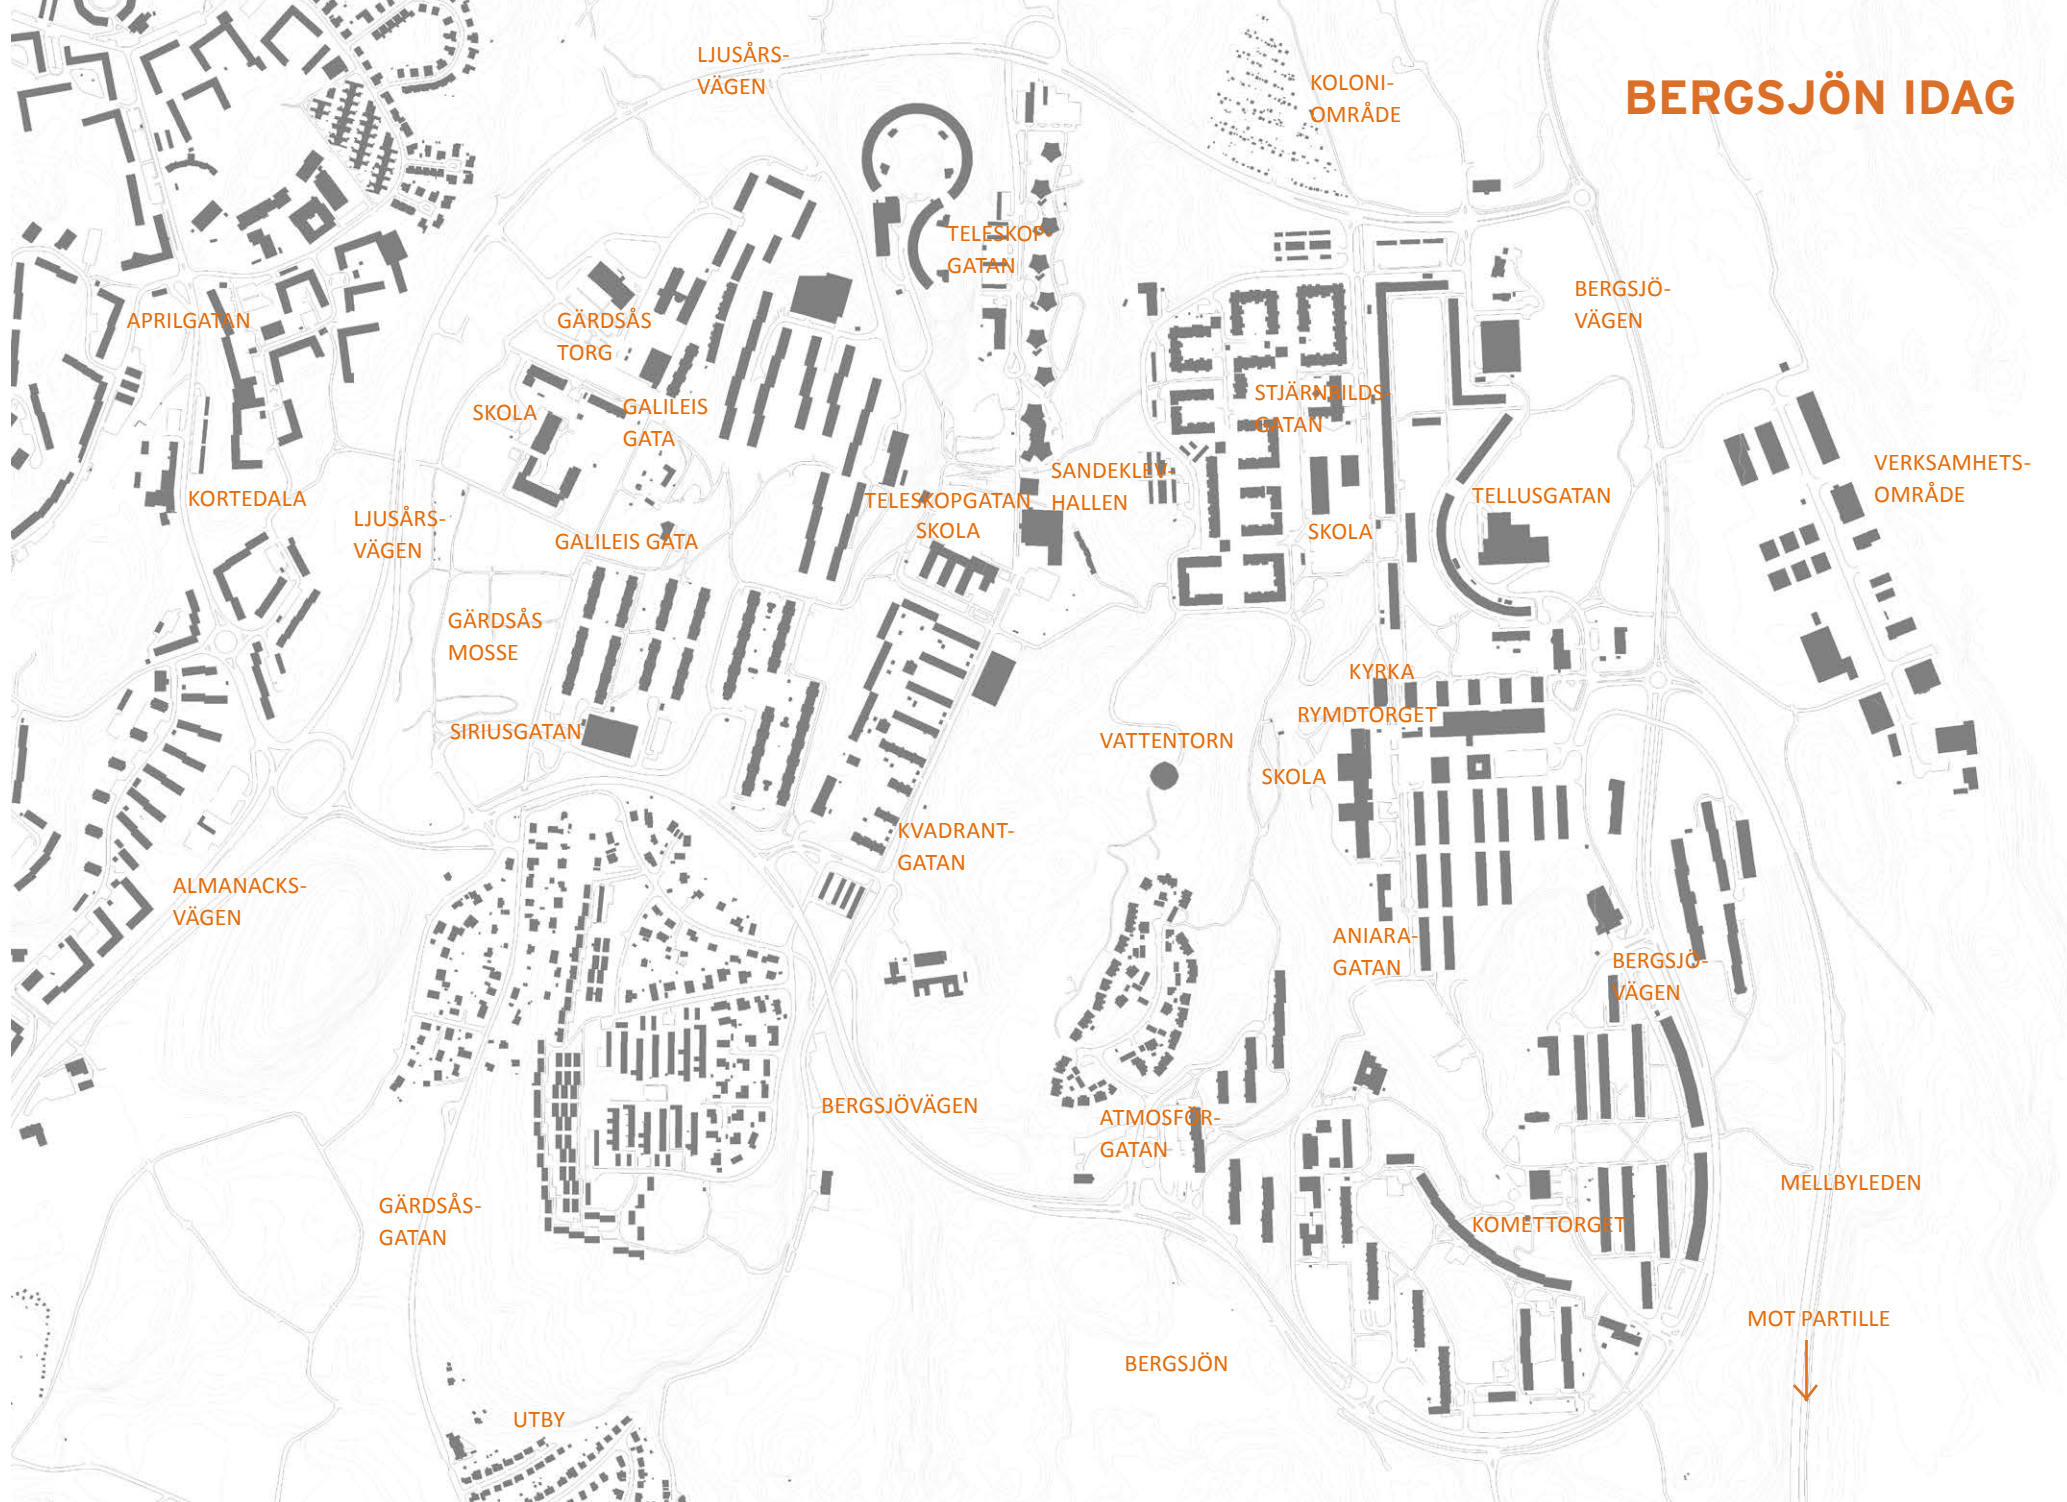 BERGSJÖN IDAG
LJUSÅRS-
VÄGEN
KOLONI-
OMRÅDE
TELESKOP-
GATAN
BERGSJÖ-
VÄGEN
APRILGATAN
GÄRDSÅS
TORG
SKOLA
GALILEIS
GATA
STJÄRNBILDS-
GATAN
SANDEKLEV-
HALLEN
VERKSAMHETS-
OMRÅDE
KORTEDALA
TELESKOPGATAN
SKOLA
TELLUSGATAN
LJUSÅRS-
VÄGEN
GALILEIS GATA
SKOLA
GÄRDSÅS
MOSSE
KYRKA
RYMDTORGET
SIRIUSGATAN
VATTENTORN
SKOLA
KVADRANT-
GATAN
ALMANACKS-
VÄGEN
ANIARA-
GATAN
BERGSJÖ-
VÄGEN
BERGSJÖVÄGEN
ATMOSFÖR-
GATAN
MELLBYLEDEN
GÄRDSÅS-
GATAN
KOMETTORGET
MOT PARTILLE
BERGSJÖN
UTBY